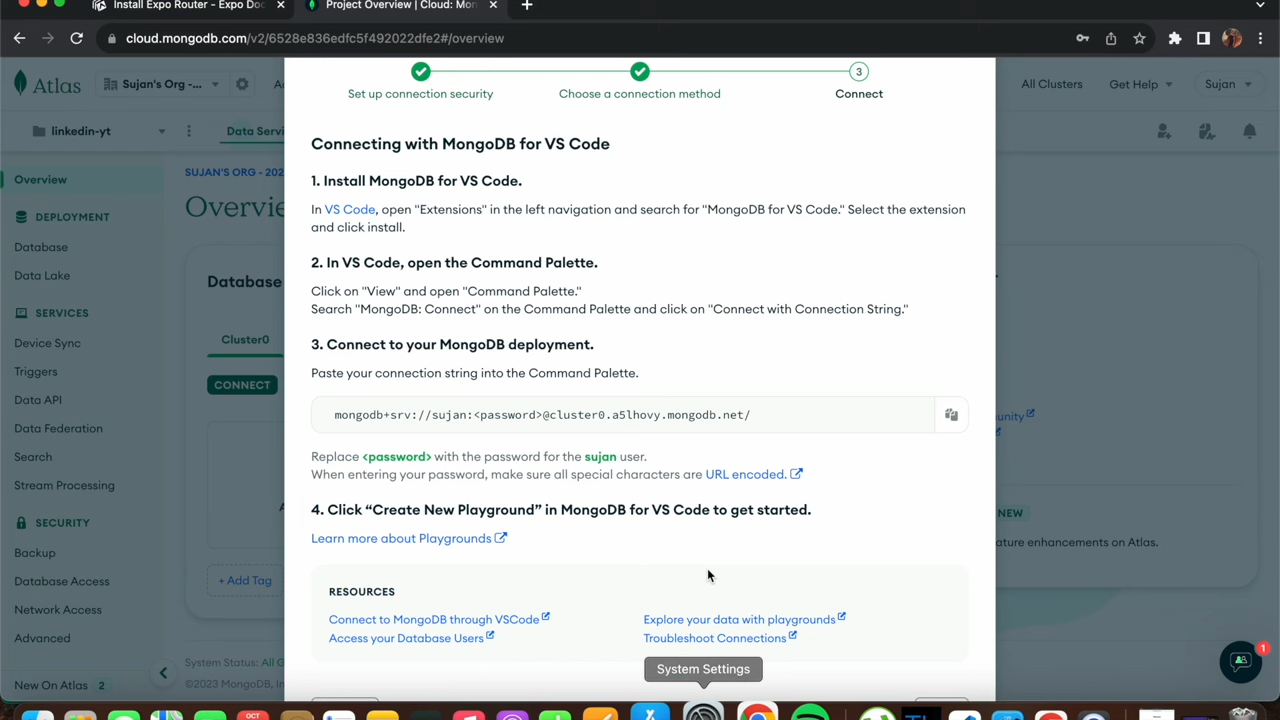 Install Expo Router - Expo Doc
Project Overview | Cloud: Mon
cloud.mongodb.com/v2/6528e836edfc5f492022dfe2#/overview
Atlas
Sujan's Org -...
All Clusters
Get Help
Sujan
linkedin-yt
Data Servi
Overview
DEPLOYMENT
Database
Data Lake
SERVICES
Device Sync
Triggers
Data API
Data Federation
Search
Stream Processing
SECURITY
Backup
Database Access
Network Access
Advanced
New On Atlas 2
SUJAN'S ORG - 202
Overvie
Database
Cluster0
CONNECT
+ Add Tag
System Status: All G
©2023 MongoDB, In
Set up connection security
Choose a connection method
3
Connect
Connecting with MongoDB for VS Code
1. Install MongoDB for VS Code.
In VS Code, open "Extensions" in the left navigation and search for "MongoDB for VS Code." Select the extension
and click install.
2. In VS Code, open the Command Palette.
Click on "View" and open "Command Palette."
Search "MongoDB: Connect" on the Command Palette and click on "Connect with Connection String."
3. Connect to your MongoDB deployment.
Paste your connection string into the Command Palette.
mongodb+srv://sujan:<password>@cluster0.a5lhovy.mongodb.net/
Replace <password> with the password for the sujan user.
When entering your password, make sure all special characters are URL encoded.
4. Click “Create New Playground” in MongoDB for VS Code to get started.
Learn more about Playgrounds
RESOURCES
Connect to MongoDB through VSCode
Explore your data with playgrounds
Access your Database Users
Troubleshoot Connections
System Settings
unity
NEW
ature enhancements on Atlas.
1
OCT